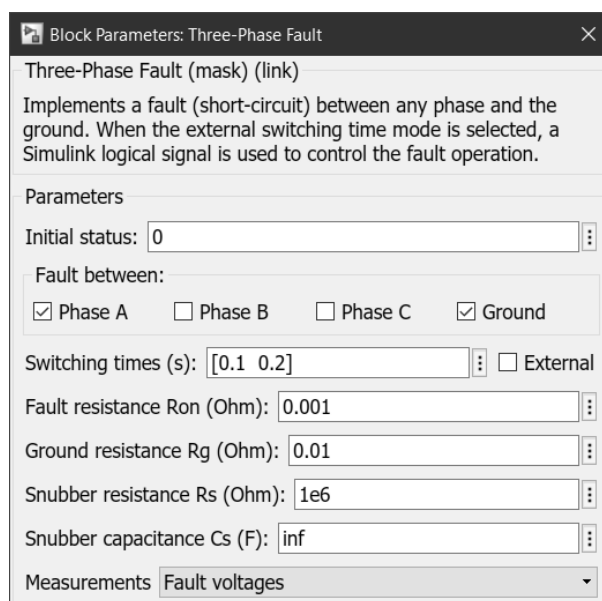 Block Parameters: Three-Phase Fault
Three-Phase Fault (mask) (link)
Implements a fault (short-circuit) between any phase and the
ground. When the external switching time mode is selected, a
Simulink logical signal is used to control the fault operation.
Parameters
Initial status: 0
Fault between:
Phase A Phase B Phase C Ground
Switching times (s): [0.1 0.2] External
Fault resistance Ron (Ohm): 0.001
Ground resistance Rg (Ohm): 0.01
Snubber resistance Rs (Ohm): 1e6
Snubber capacitance Cs (F): inf
Measurements Fault voltages